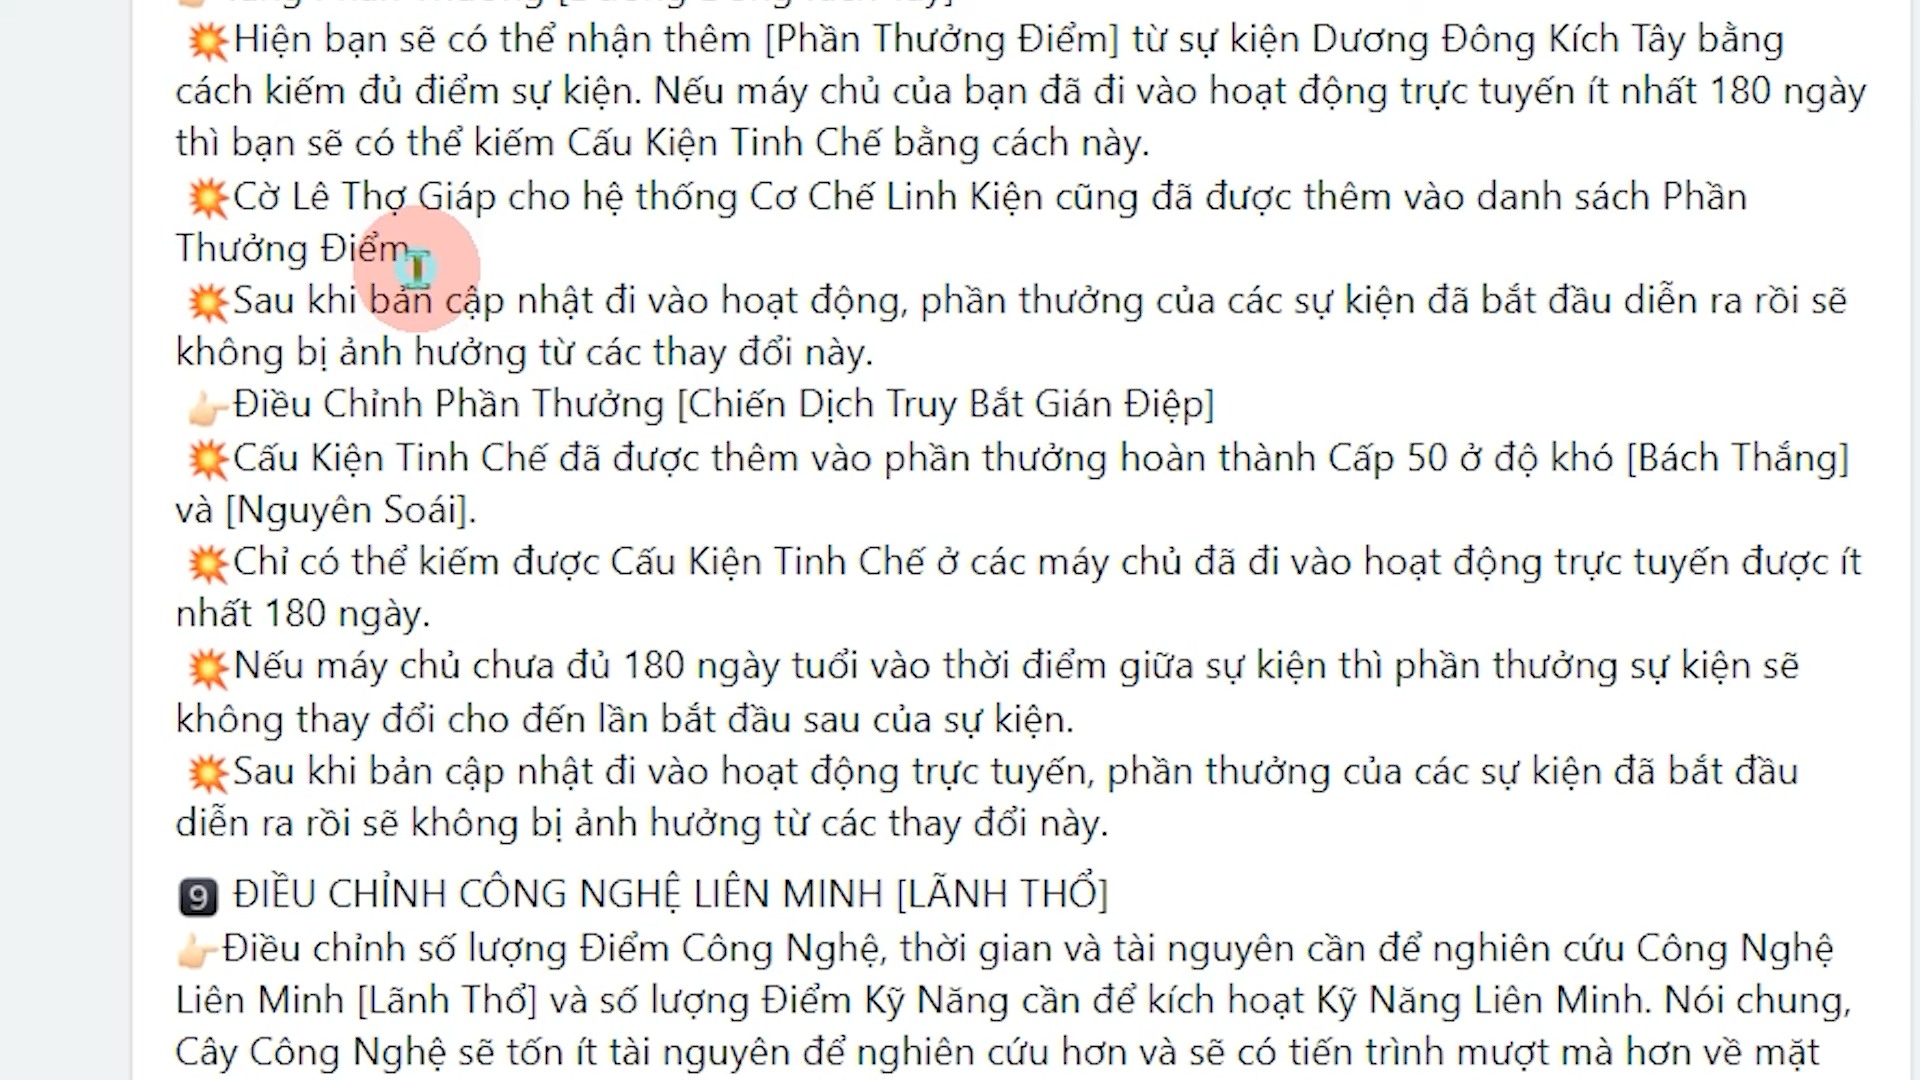 💥Hiện bạn sẽ có thể nhận thêm [Phần Thưởng Điểm] từ sự kiện Dương Đông Kích Tây bằng
cách kiếm đủ điểm sự kiện. Nếu máy chủ của bạn đã đi vào hoạt động trực tuyến ít nhất 180 ngày
thì bạn sẽ có thể kiếm Cấu Kiện Tinh Chế bằng cách này.
💥Cờ Lê Thợ Giáp cho hệ thống Cơ Chế Linh Kiện cũng đã được thêm vào danh sách Phần
Thưởng Điểm.
💥Sau khi bản cập nhật đi vào hoạt động, phần thưởng của các sự kiện đã bắt đầu diễn ra rồi sẽ
không bị ảnh hưởng từ các thay đổi này.
👉🏻Điều Chỉnh Phần Thưởng [Chiến Dịch Truy Bắt Gián Điệp]
💥Cấu Kiện Tinh Chế đã được thêm vào phần thưởng hoàn thành Cấp 50 ở độ khó [Bách Thắng]
và [Nguyên Soái].
💥Chỉ có thể kiếm được Cấu Kiện Tinh Chế ở các máy chủ đã đi vào hoạt động trực tuyến được ít
nhất 180 ngày.
💥Nếu máy chủ chưa đủ 180 ngày tuổi vào thời điểm giữa sự kiện thì phần thưởng sự kiện sẽ
không thay đổi cho đến lần bắt đầu sau của sự kiện.
💥Sau khi bản cập nhật đi vào hoạt động trực tuyến, phần thưởng của các sự kiện đã bắt đầu
diễn ra rồi sẽ không bị ảnh hưởng từ các thay đổi này.
9️⃣ ĐIỀU CHỈNH CÔNG NGHỆ LIÊN MINH [LÃNH THỔ]
👉🏻Điều chỉnh số lượng Điểm Công Nghệ, thời gian và tài nguyên cần để nghiên cứu Công Nghệ
Liên Minh [Lãnh Thổ] và số lượng Điểm Kỹ Năng cần để kích hoạt Kỹ Năng Liên Minh. Nói chung,
Cây Công Nghệ sẽ tốn ít tài nguyên để nghiên cứu hơn và sẽ có tiến trình mượt mà hơn về mặt